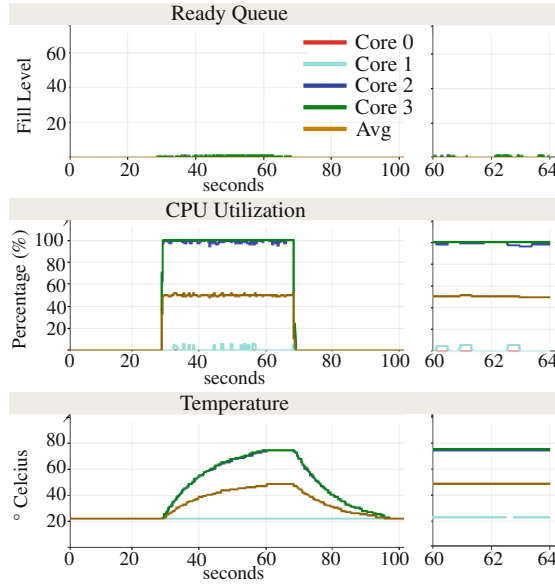 Ready Queue
Fill Level
60
40
20
Core 0
Core 1
Core 2
Core 3
Avg
0 20 40 60 80 100
seconds
60 62 64
CPU Utilization
Percentage (%)
100
80
60
40
20
0 20 40 60 80 100
seconds
60 62 64
Temperature
° Celcius
80
60
40
20
0 20 40 60 80 100
seconds
60 62 64